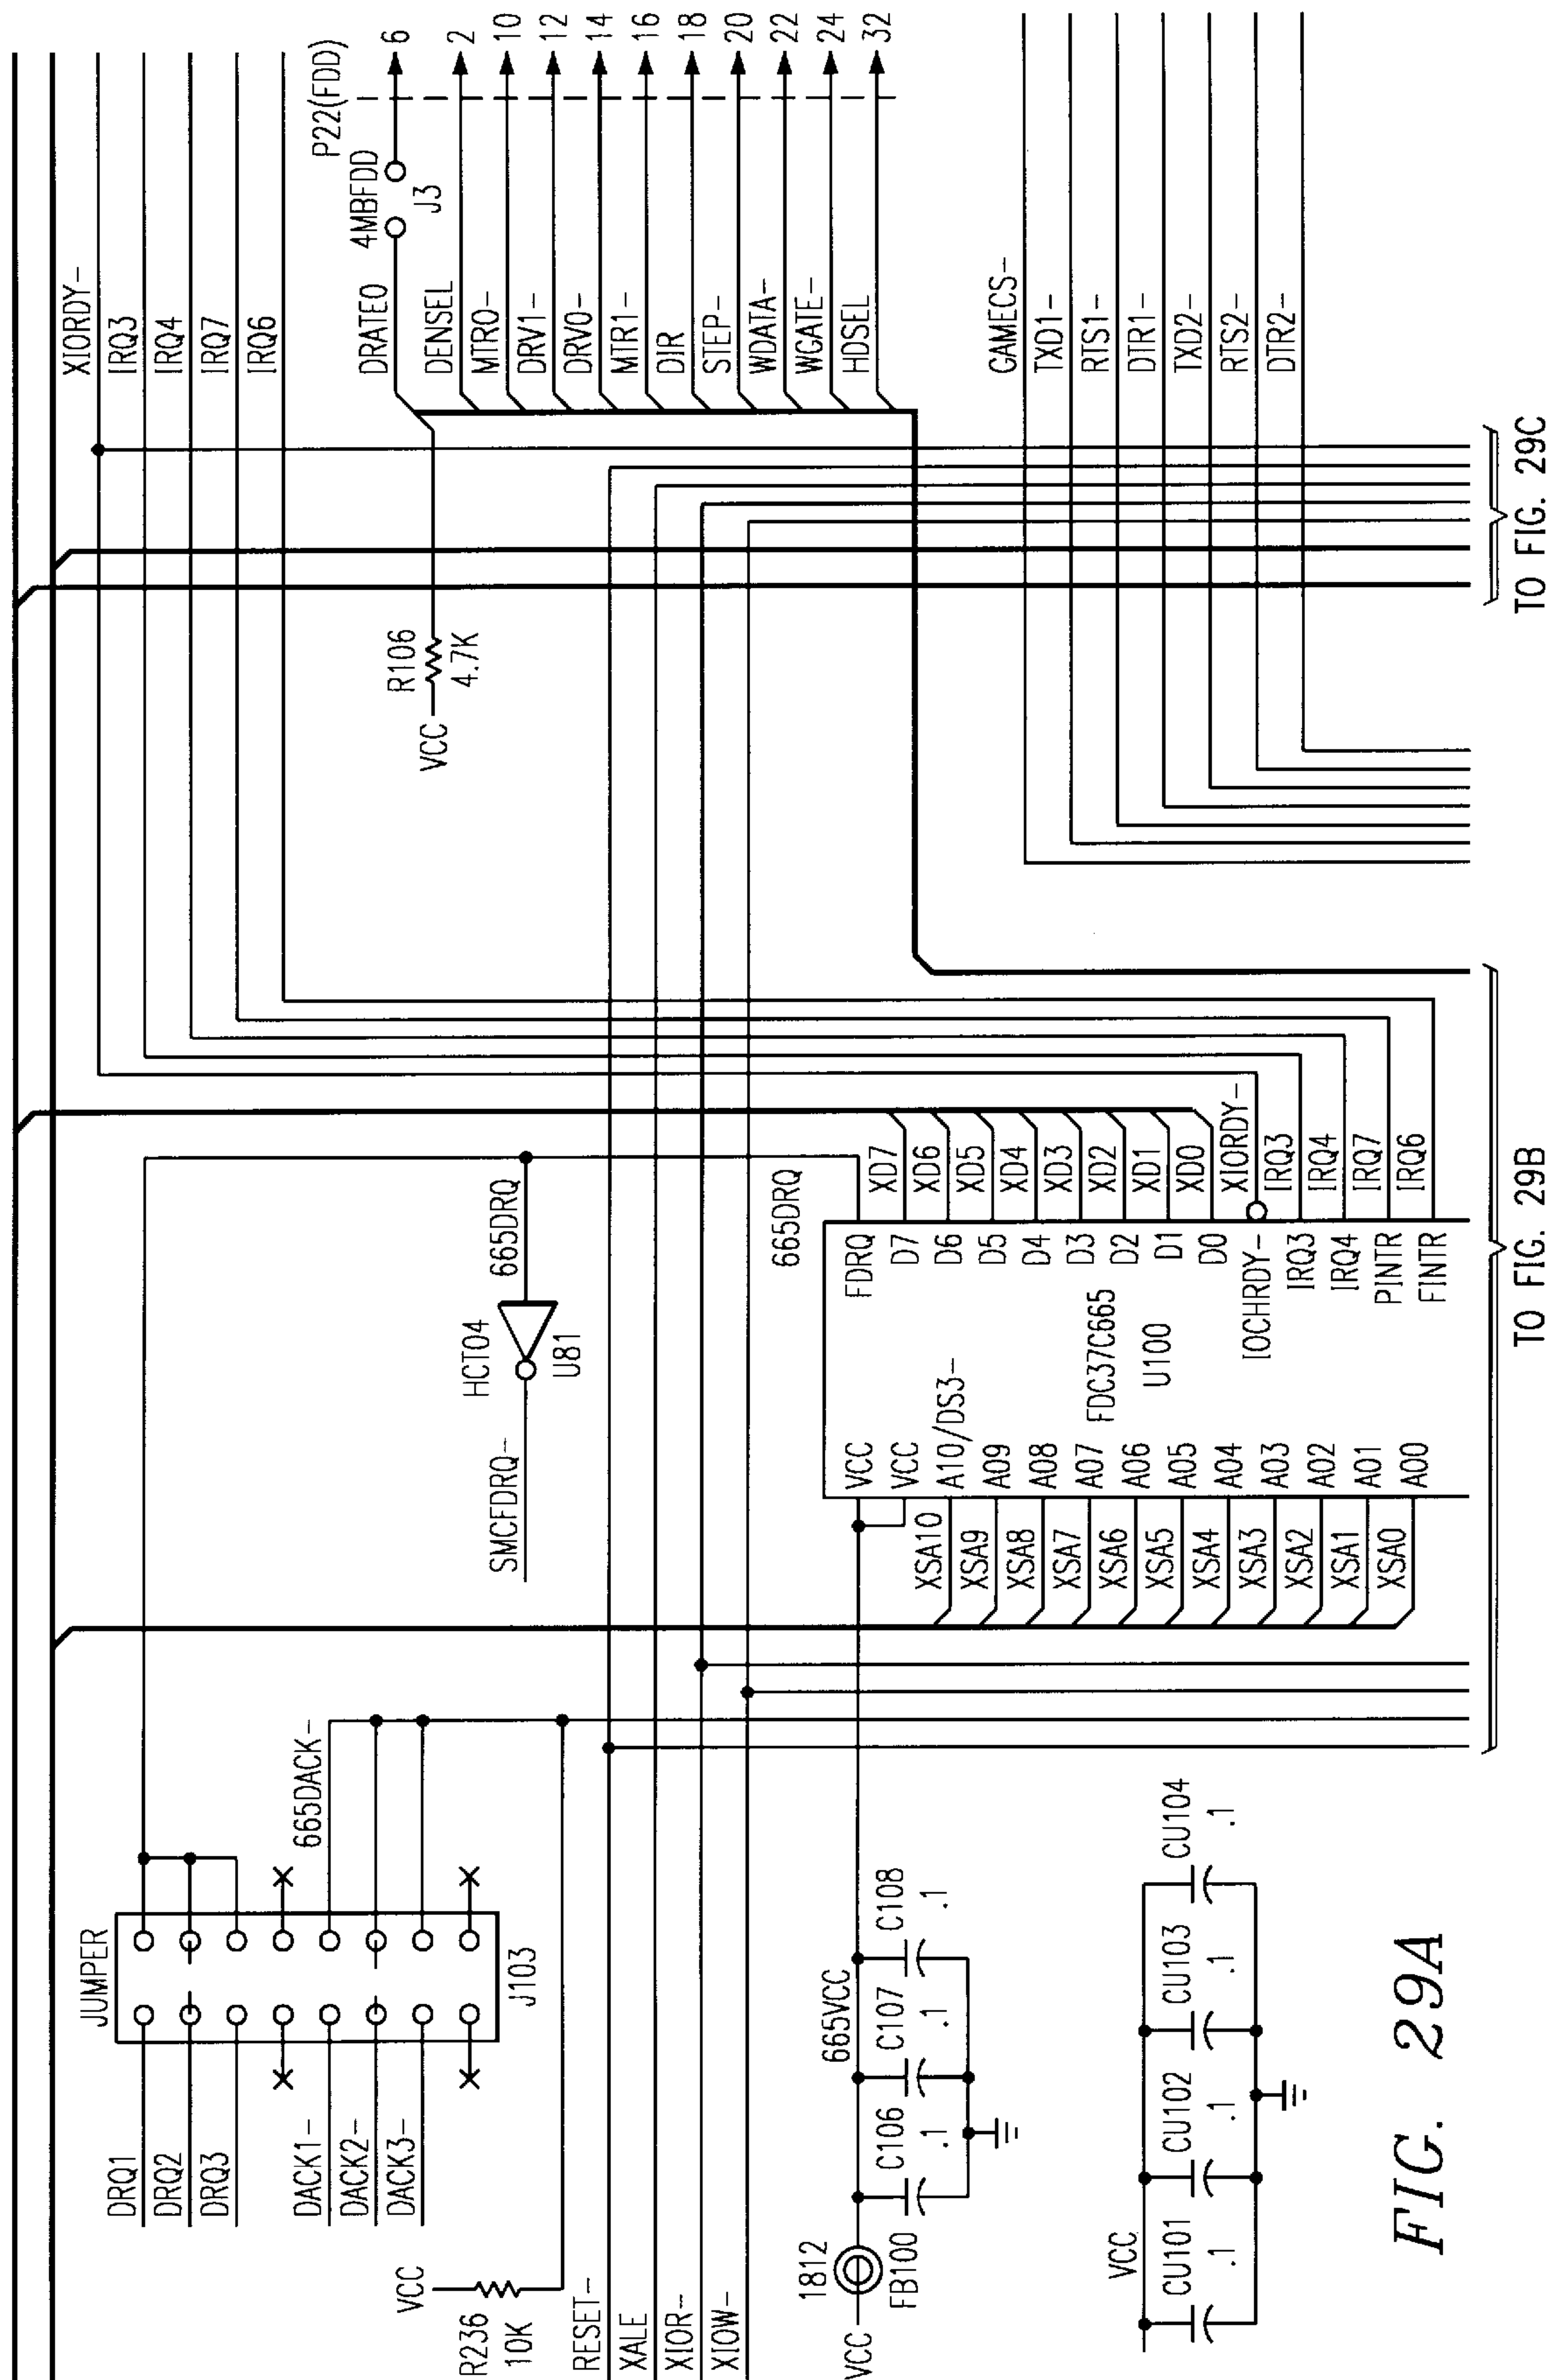 DRQ1
DRQ2
DRQ3
DACK1-
DACK2-
DACK3-
JUMPER
J103
665DACK-
VCC
R236
10K
RESET-
XALE
XIOR-
XIOW-
SMCFDRQ-
HCT04
U81
665DRQ
XIORDY-
IRQ3
IRQ4
IRQ7
IRQ6
VCC
R106
4.7K
DRATE0
4MBFDD
J3
P22(FDD)
6
DENSEL
2
MTR0-
10
DRV1-
12
DRV0-
14
MTR1-
16
DIR
18
STEP-
20
WDATA-
22
WGATE-
24
HDSEL
32
GAMECS-
TXD1-
RTS1-
DTR1-
TXD2-
RTS2-
DTR2-
1812
VCC
FB100
665VCC
C106
.1
C107
.1
C108
.1
VCC
CU101
.1
CU102
.1
CU103
.1
CU104
.1
XSA10
XSA9
XSA8
XSA7
XSA6
XSA5
XSA4
XSA3
XSA2
XSA1
XSA0
VCC
VCC
A10/DS3-
A09
A08
A07
A06
A05
A04
A03
A02
A01
A00
FDC37C665
U100
FDRQ
D7
D6
D5
D4
D3
D2
D1
D0
IOCHRDY-
IRQ3
IRQ4
PINTR
FINTR
665DRQ
XD7
XD6
XD5
XD4
XD3
XD2
XD1
XD0
XIORDY-
IRQ3
IRQ4
IRQ7
IRQ6
TO FIG. 29B
TO FIG. 29C
FIG. 29A